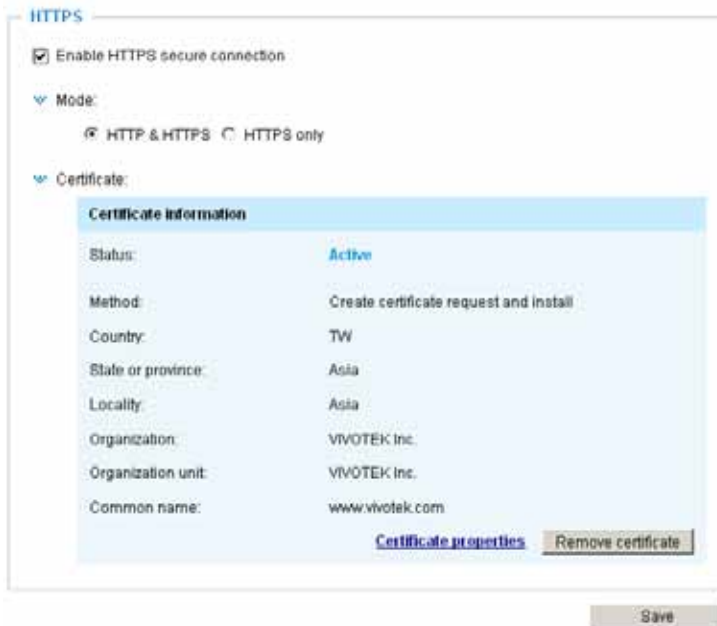 HTTPS
Enable HTTPS secure connection
Mode:
HTTP & HTTPS HTTPS only
Certificate:
Certificate information
Status: Active
Method: Create certificate request and install
Country: TW
State or province: Asia
Locality: Asia
Organization: VIVOTEK Inc.
Organization unit: VIVOTEK Inc.
Common name: www.vivotek.com
Certificate properties Remove certificate
Save